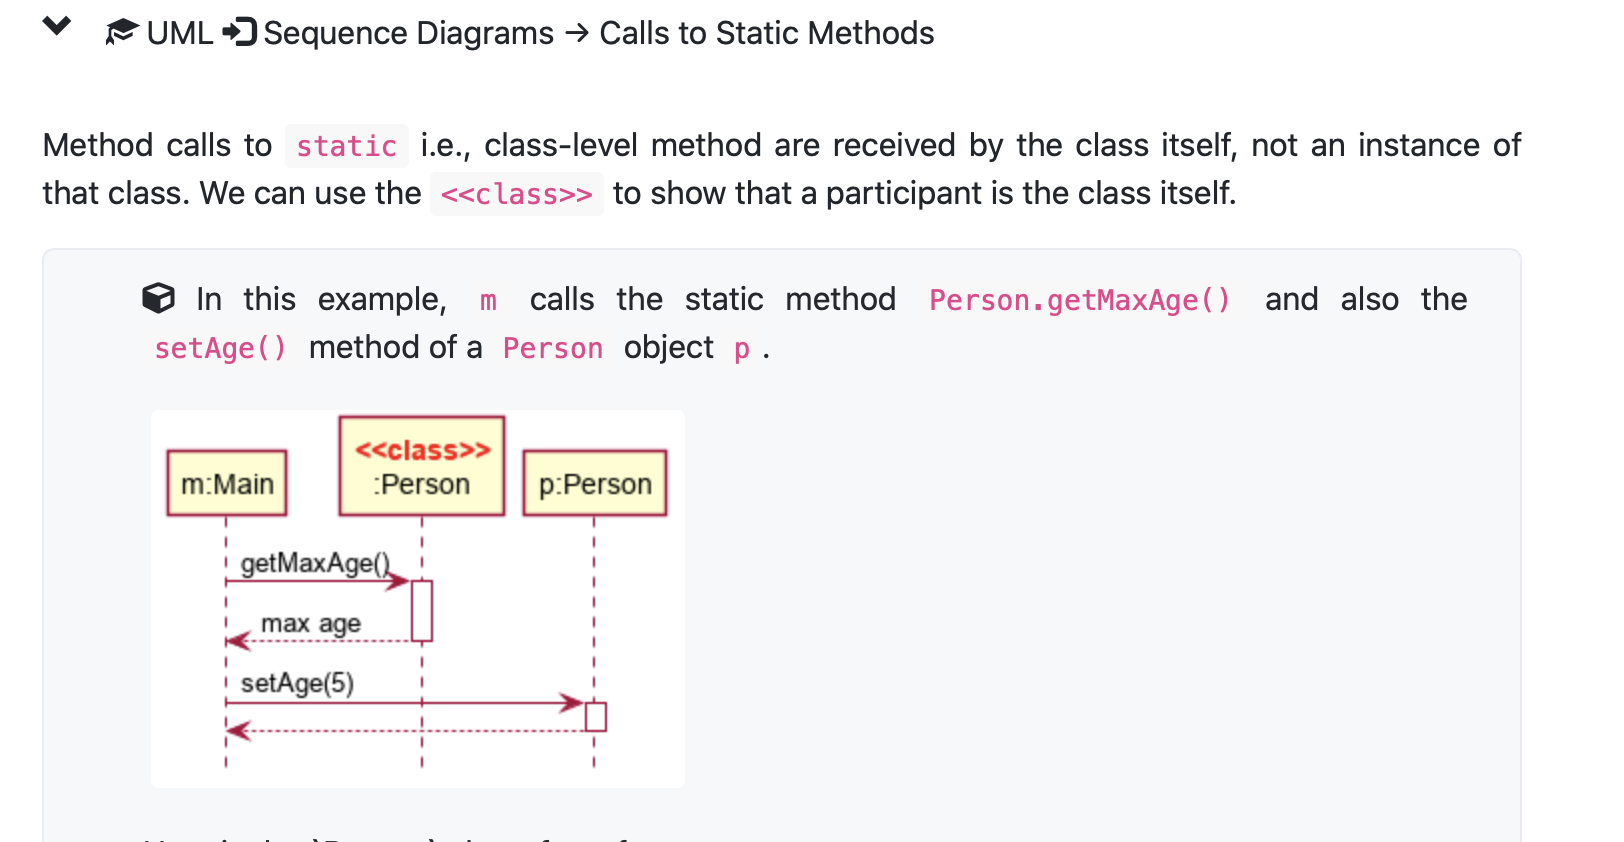 UML Sequence Diagrams → Calls to Static Methods
Method calls to static i.e., class-level method are received by the class itself, not an instance of
that class. We can use the <<class>> to show that a participant is the class itself.
In this example, m calls the static method Person.getMaxAge() and also the
setAge() method of a Person object p .
<<class>>
m:Main
:Person
p:Person
getMaxAge()
max age
setAge(5)